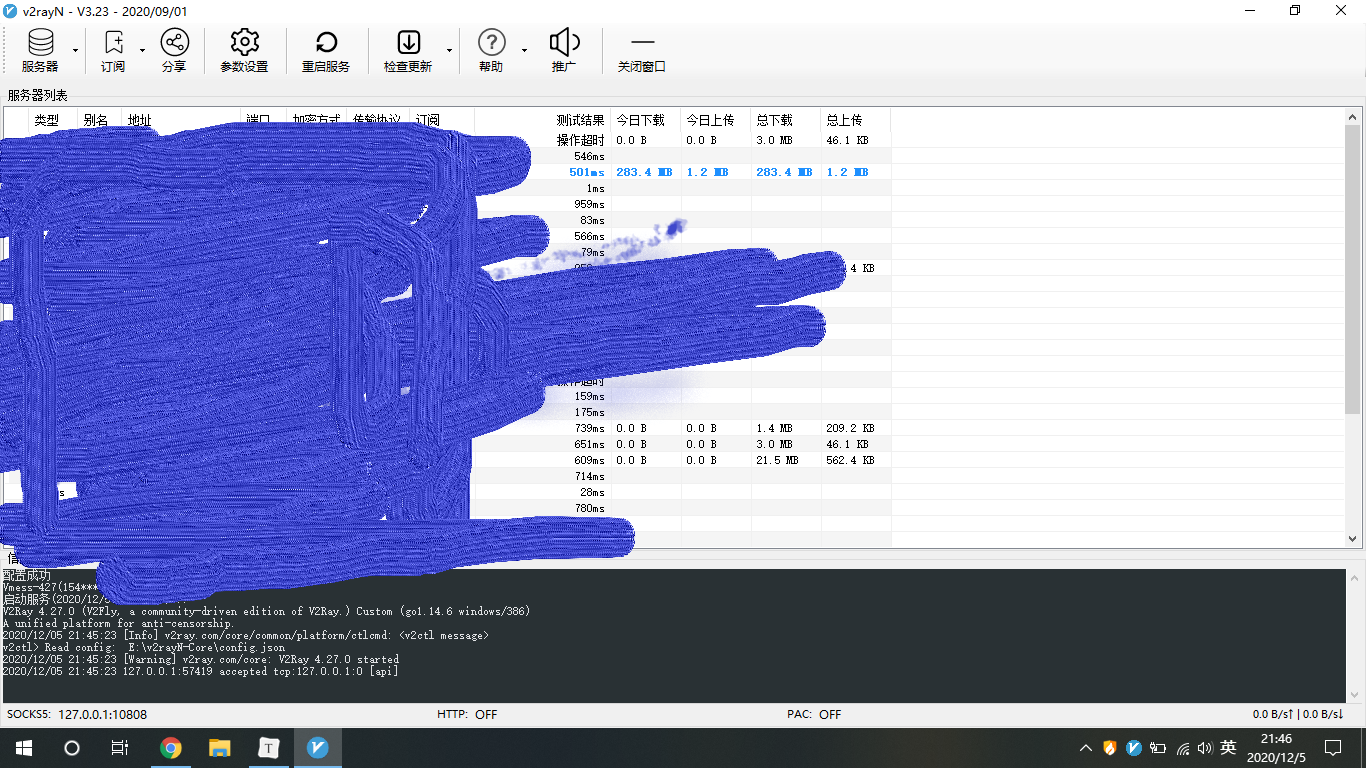 v2rayN - V3.23 - 2020/09/01
服务器 订阅 分享 参数设置 重启服务 检查更新 帮助 推广 关闭窗口
服务器列表
类型 别名 地址 端口 加密方式 传输协议 订阅 测试结果 今日下载 今日上传 总下载 总上传
操作超时 0.0 B 0.0 B 3.0 MB 46.1 KB
546ms
501ms 283.4 MB 1.2 MB 283.4 MB 1.2 MB
1ms
959ms
83ms
566ms
79ms
4 KB
操作超时
159ms
175ms
739ms 0.0 B 0.0 B 1.4 MB 209.2 KB
651ms 0.0 B 0.0 B 3.0 MB 46.1 KB
609ms 0.0 B 0.0 B 21.5 MB 562.4 KB
714ms
s 28ms
780ms
配置成功
Vmess-427(154***
启动服务(2020/12/5
V2Ray 4.27.0 (V2Fly, a community-driven edition of V2Ray.) Custom (go1.14.6 windows/386)
A unified platform for anti-censorship.
2020/12/05 21:45:23 [Info] v2ray.com/core/common/platform/ctlcmd: <v2ctl message>
v2ctl> Read config: E:\v2rayN-Core\config.json
2020/12/05 21:45:23 [Warning] v2ray.com/core: V2Ray 4.27.0 started
2020/12/05 21:45:23 127.0.0.1:57419 accepted tcp:127.0.0.1:0 [api]
SOCKS5: 127.0.0.1:10808 HTTP: OFF PAC: OFF 0.0 B/s↑ | 0.0 B/s↓
英 21:46
2020/12/5